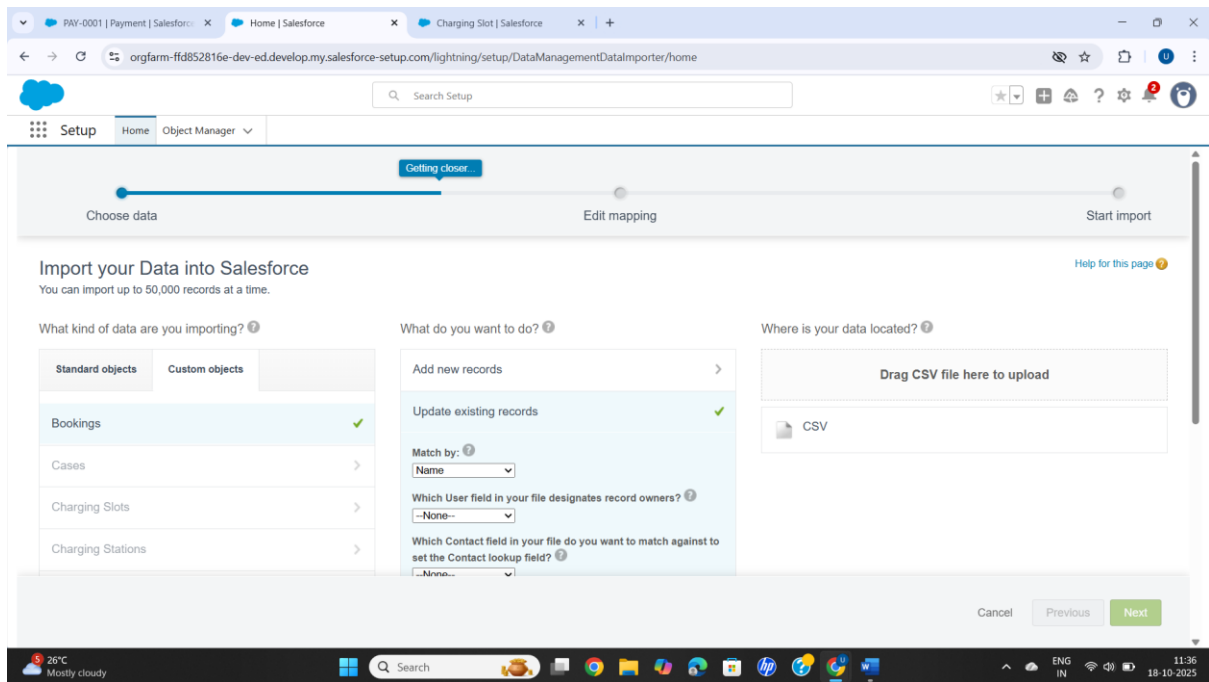 PAY-0001 | Payment | Salesforce
Home | Salesforce
Charging Slot | Salesforce
orgfarm-ffd852816e-dev-ed.develop.my.salesforce-setup.com/lightning/setup/DataManagementDataImporter/home
U
Search Setup
2
Setup
Home
Object Manager
Getting closer...
Choose data
Edit mapping
Start import
Import your Data into Salesforce
Help for this page
You can import up to 50,000 records at a time.
What kind of data are you importing?
Standard objects
Custom objects
Bookings
Cases
Charging Slots
Charging Stations
What do you want to do?
Add new records
Update existing records
Match by:
Name
Which User field in your file designates record owners?
--None--
Which Contact field in your file do you want to match against to
set the Contact lookup field?
--None--
Where is your data located?
Drag CSV file here to upload
CSV
Cancel
Previous
Next
5
26°C
Mostly cloudy
Search
ENG
IN
11:36
18-10-2025